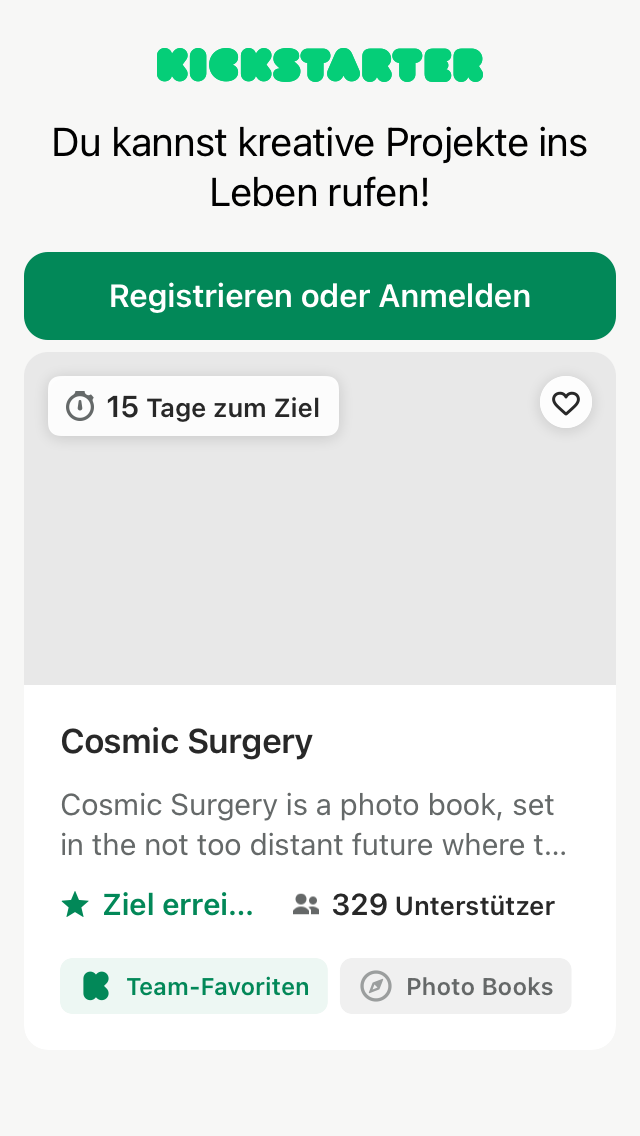 KICKSTARTER
Du kannst kreative Projekte ins
Leben rufen!
Registrieren oder Anmelden
15 Tage zum Ziel
Cosmic Surgery
Cosmic Surgery is a photo book, set
in the not too distant future where t...
Ziel errei... 329 Unterstützer
Team-Favoriten Photo Books